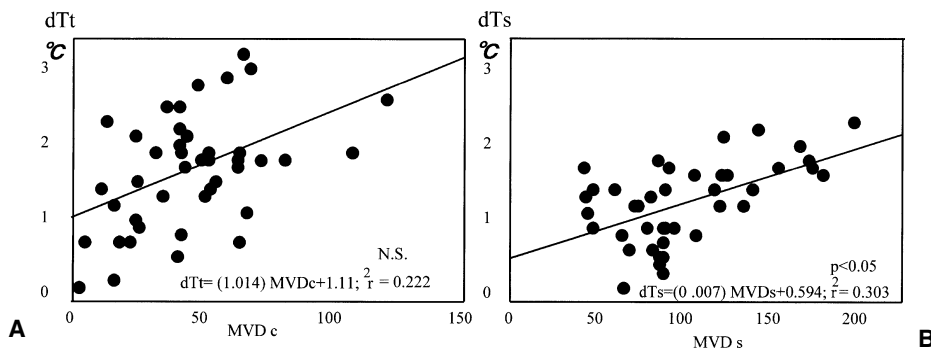 dTt
°C
3
2
1
0
N.S.
dTt= (1.014) MVDc+1.11; r² = 0.222
0 50 100 150
MVD c
A
dTs
°C
3
2
1
0
p<0.05
dTs=(0 .007) MVDs+0.594; r²= 0.303
0 50 100 150 200
MVD s
B